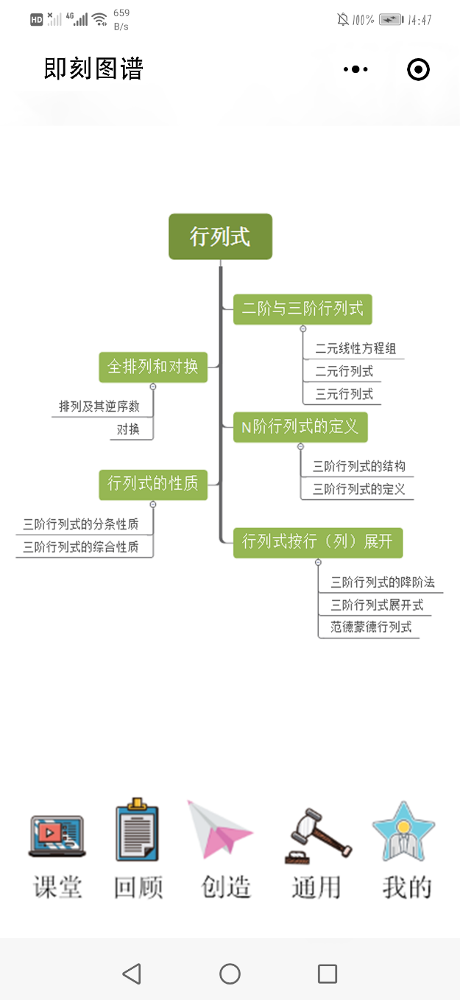 HD 4G 659 B/s 100% 14:47
即刻图谱
行列式
二阶与三阶行列式
二元线性方程组
二元行列式
三元行列式
全排列和对换
排列及其逆序数
对换
N阶行列式的定义
三阶行列式的结构
三阶行列式的定义
行列式的性质
三阶行列式的分条性质
三阶行列式的综合性质
行列式按行（列）展开
三阶行列式的降阶法
三阶行列式展开式
范德蒙德行列式
课堂 回顾 创造 通用 我的